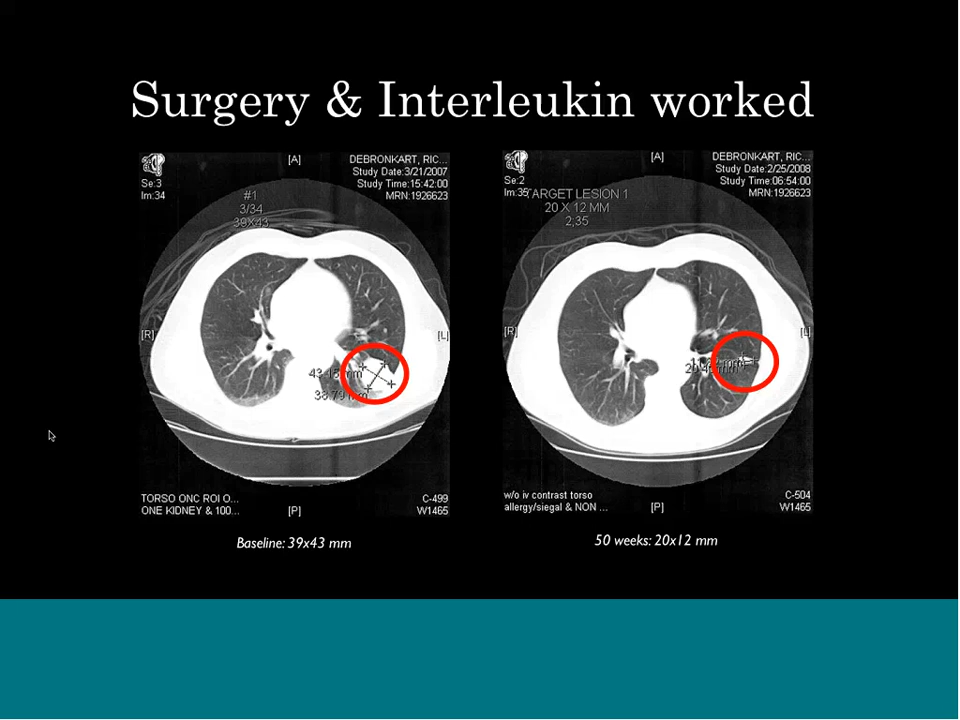 Surgery & Interleukin worked
[A]
DEBRONKART, RIC...
Study Date:3/21/2007
Study Time:15:42:00
MRN:1926623
Se:3
Im:34
#1
3/34
39X43
[R]
[L]
43.45 mm
38.79 mm
TORSO ONC ROI O...
ONE KIDNEY & 100...
[P]
C-499
W1465
Baseline: 39x43 mm
[A]
DEBRONKART, RIC...
Study Date:2/25/2008
Study Time:06:54:00
MRN:1926623
Se:2
Im:35
TARGET LESION 1
20 X 12 MM
2;35
[R]
[L]
w/o iv contrast torso
allergy/siegal & NON ...
[P]
C-504
W1465
50 weeks: 20x12 mm